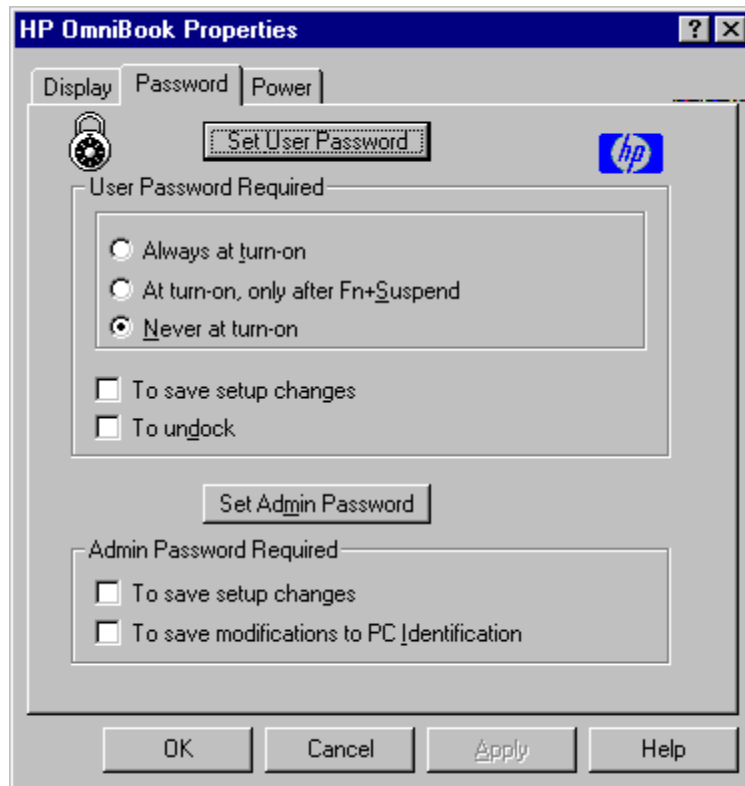 HP OmniBook Properties
Display Password Power
Set User Password
hp
User Password Required
Always at turn-on
At turn-on, only after Fn+Suspend
Never at turn-on
To save setup changes
To undock
Set Admin Password
Admin Password Required
To save setup changes
To save modifications to PC Identification
OK Cancel Apply Help